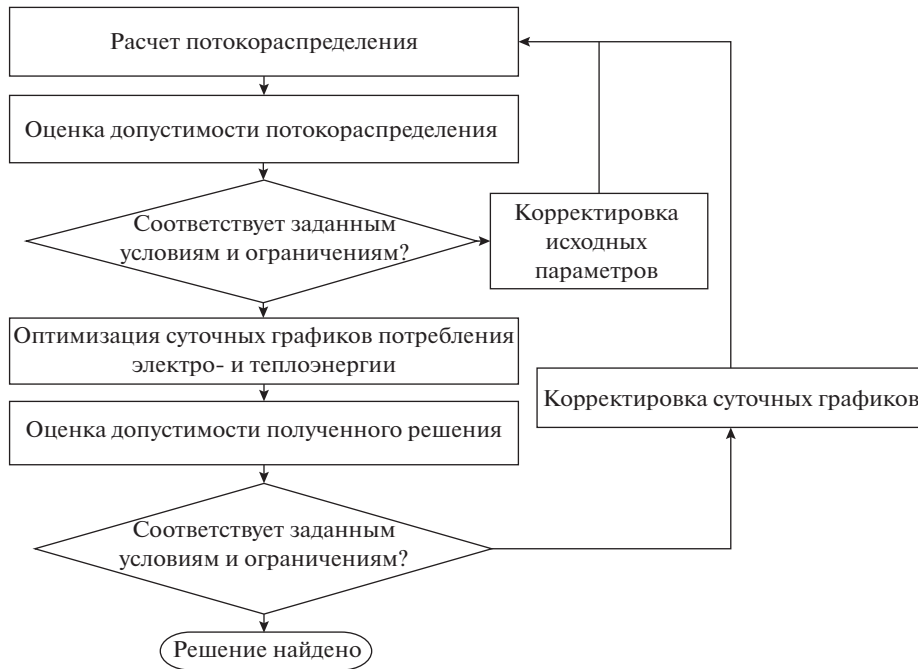 Расчет потокораспределения
Оценка допустимости потокораспределения
Соответствует заданным
условиям и ограничениям?
Корректировка
исходных
параметров
Оптимизация суточных графиков потребления
электро- и теплоэнергии
Корректировка суточных графиков
Оценка допустимости полученного решения
Соответствует заданным
условиям и ограничениям?
Решение найдено